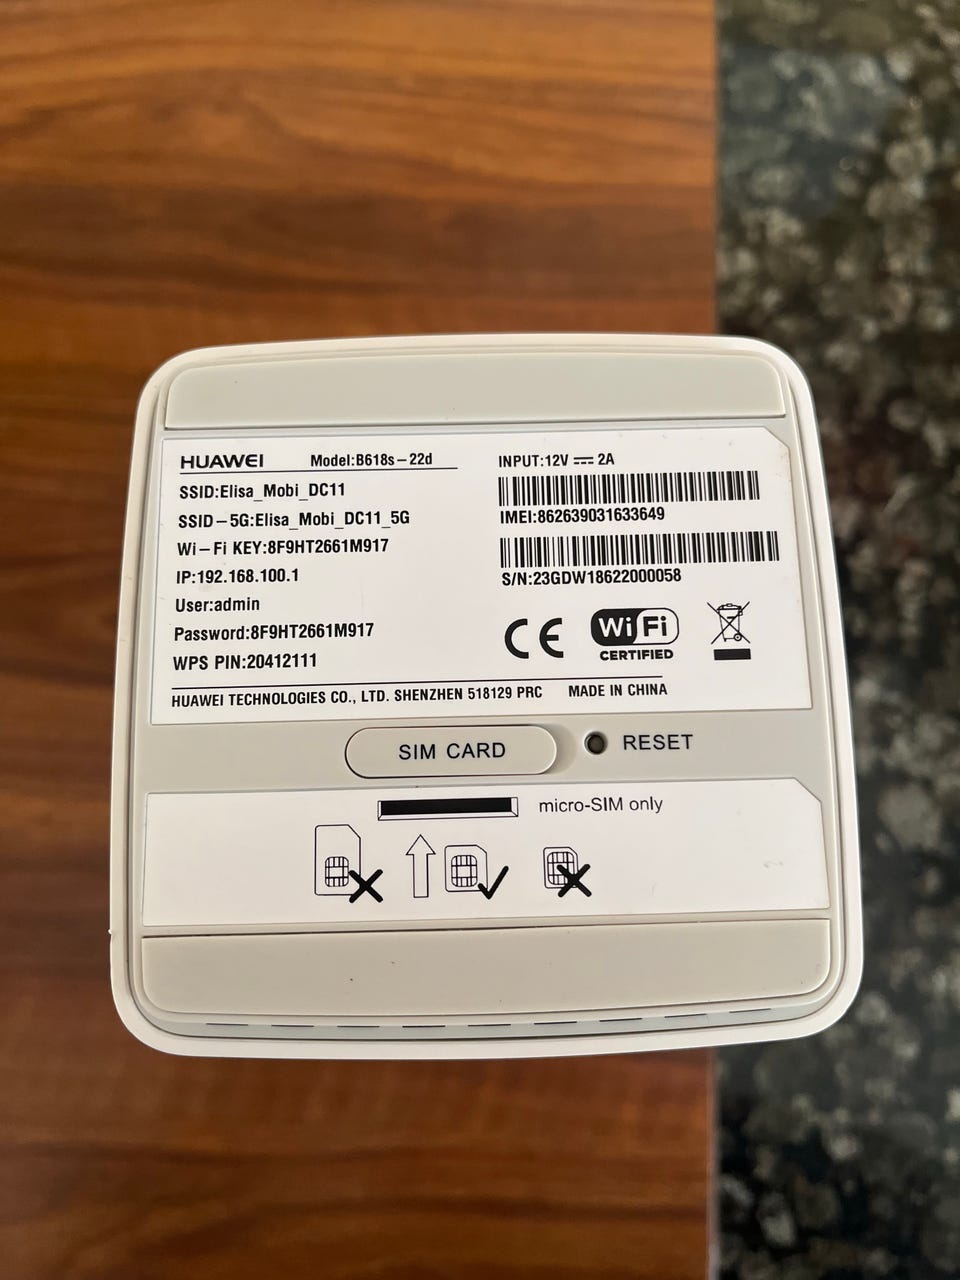 HUAWEI Model:B618s-22d
SSID:Elisa_Mobi_DC11
SSID-5G:Elisa_Mobi_DC11_5G
Wi-Fi KEY:8F9HT2661M917
IP:192.168.100.1
User:admin
Password:8F9HT2661M917
WPS PIN:20412111
INPUT:12V ⎓ 2A
IMEI:862639031633649
S/N:23GDW18622000058
CE Wi Fi
CERTIFIED
HUAWEI TECHNOLOGIES CO., LTD. SHENZHEN 518129 PRC MADE IN CHINA
SIM CARD RESET
micro-SIM only